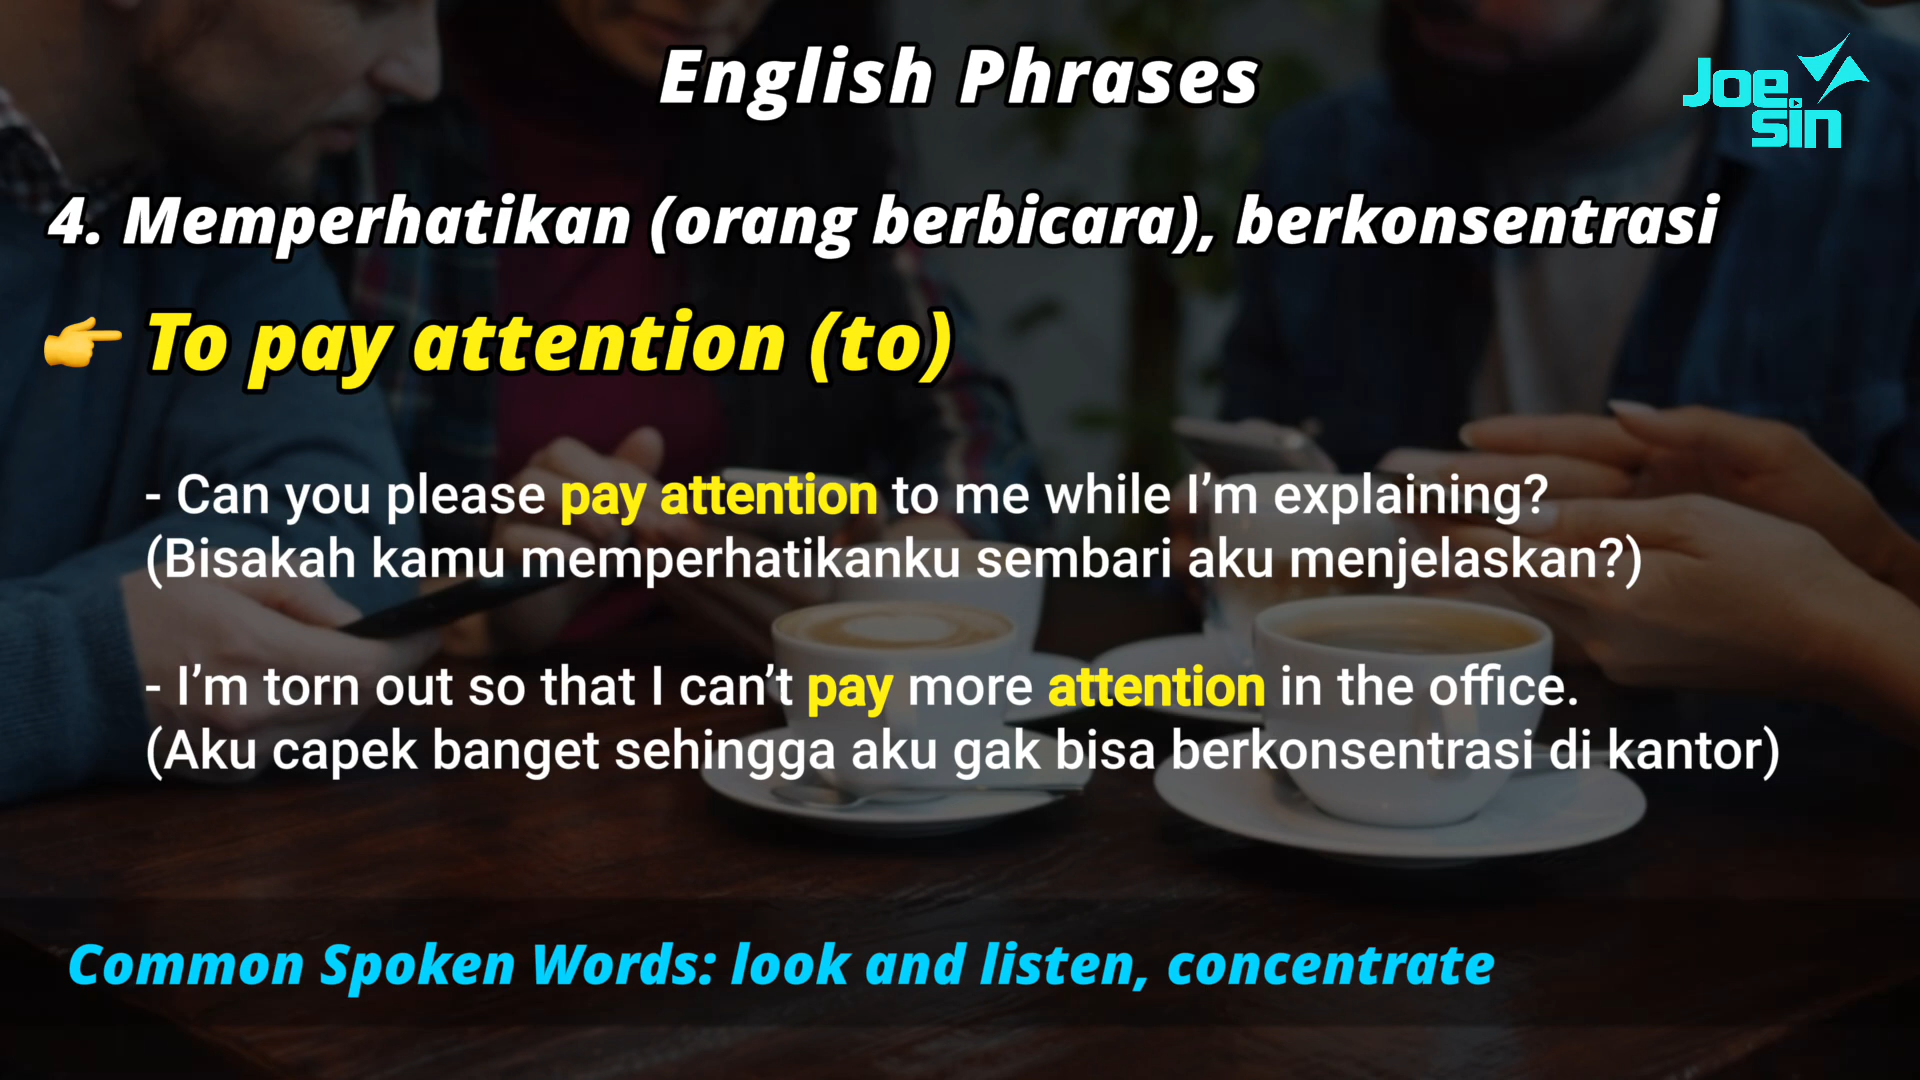 English Phrases
Joe
sin
4. Memperhatikan (orang berbicara), berkonsentrasi
👉 To pay attention (to)
- Can you please pay attention to me while I’m explaining?
(Bisakah kamu memperhatikanku sembari aku menjelaskan?)
- I’m torn out so that I can’t pay more attention in the office.
(Aku capek banget sehingga aku gak bisa berkonsentrasi di kantor)
Common Spoken Words: look and listen, concentrate